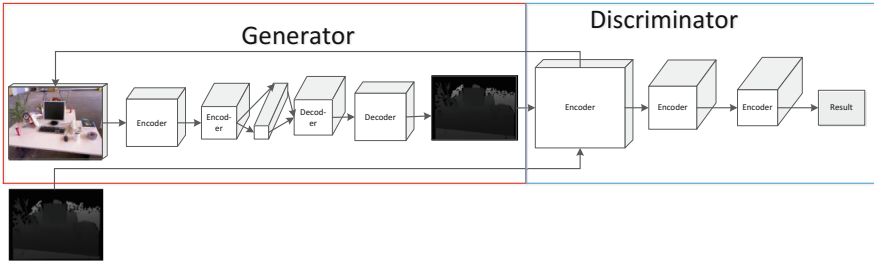 Generator
Discriminator
Encoder
Encod-
er
Decod-
er
Decoder
Encoder
Encoder
Encoder
Result